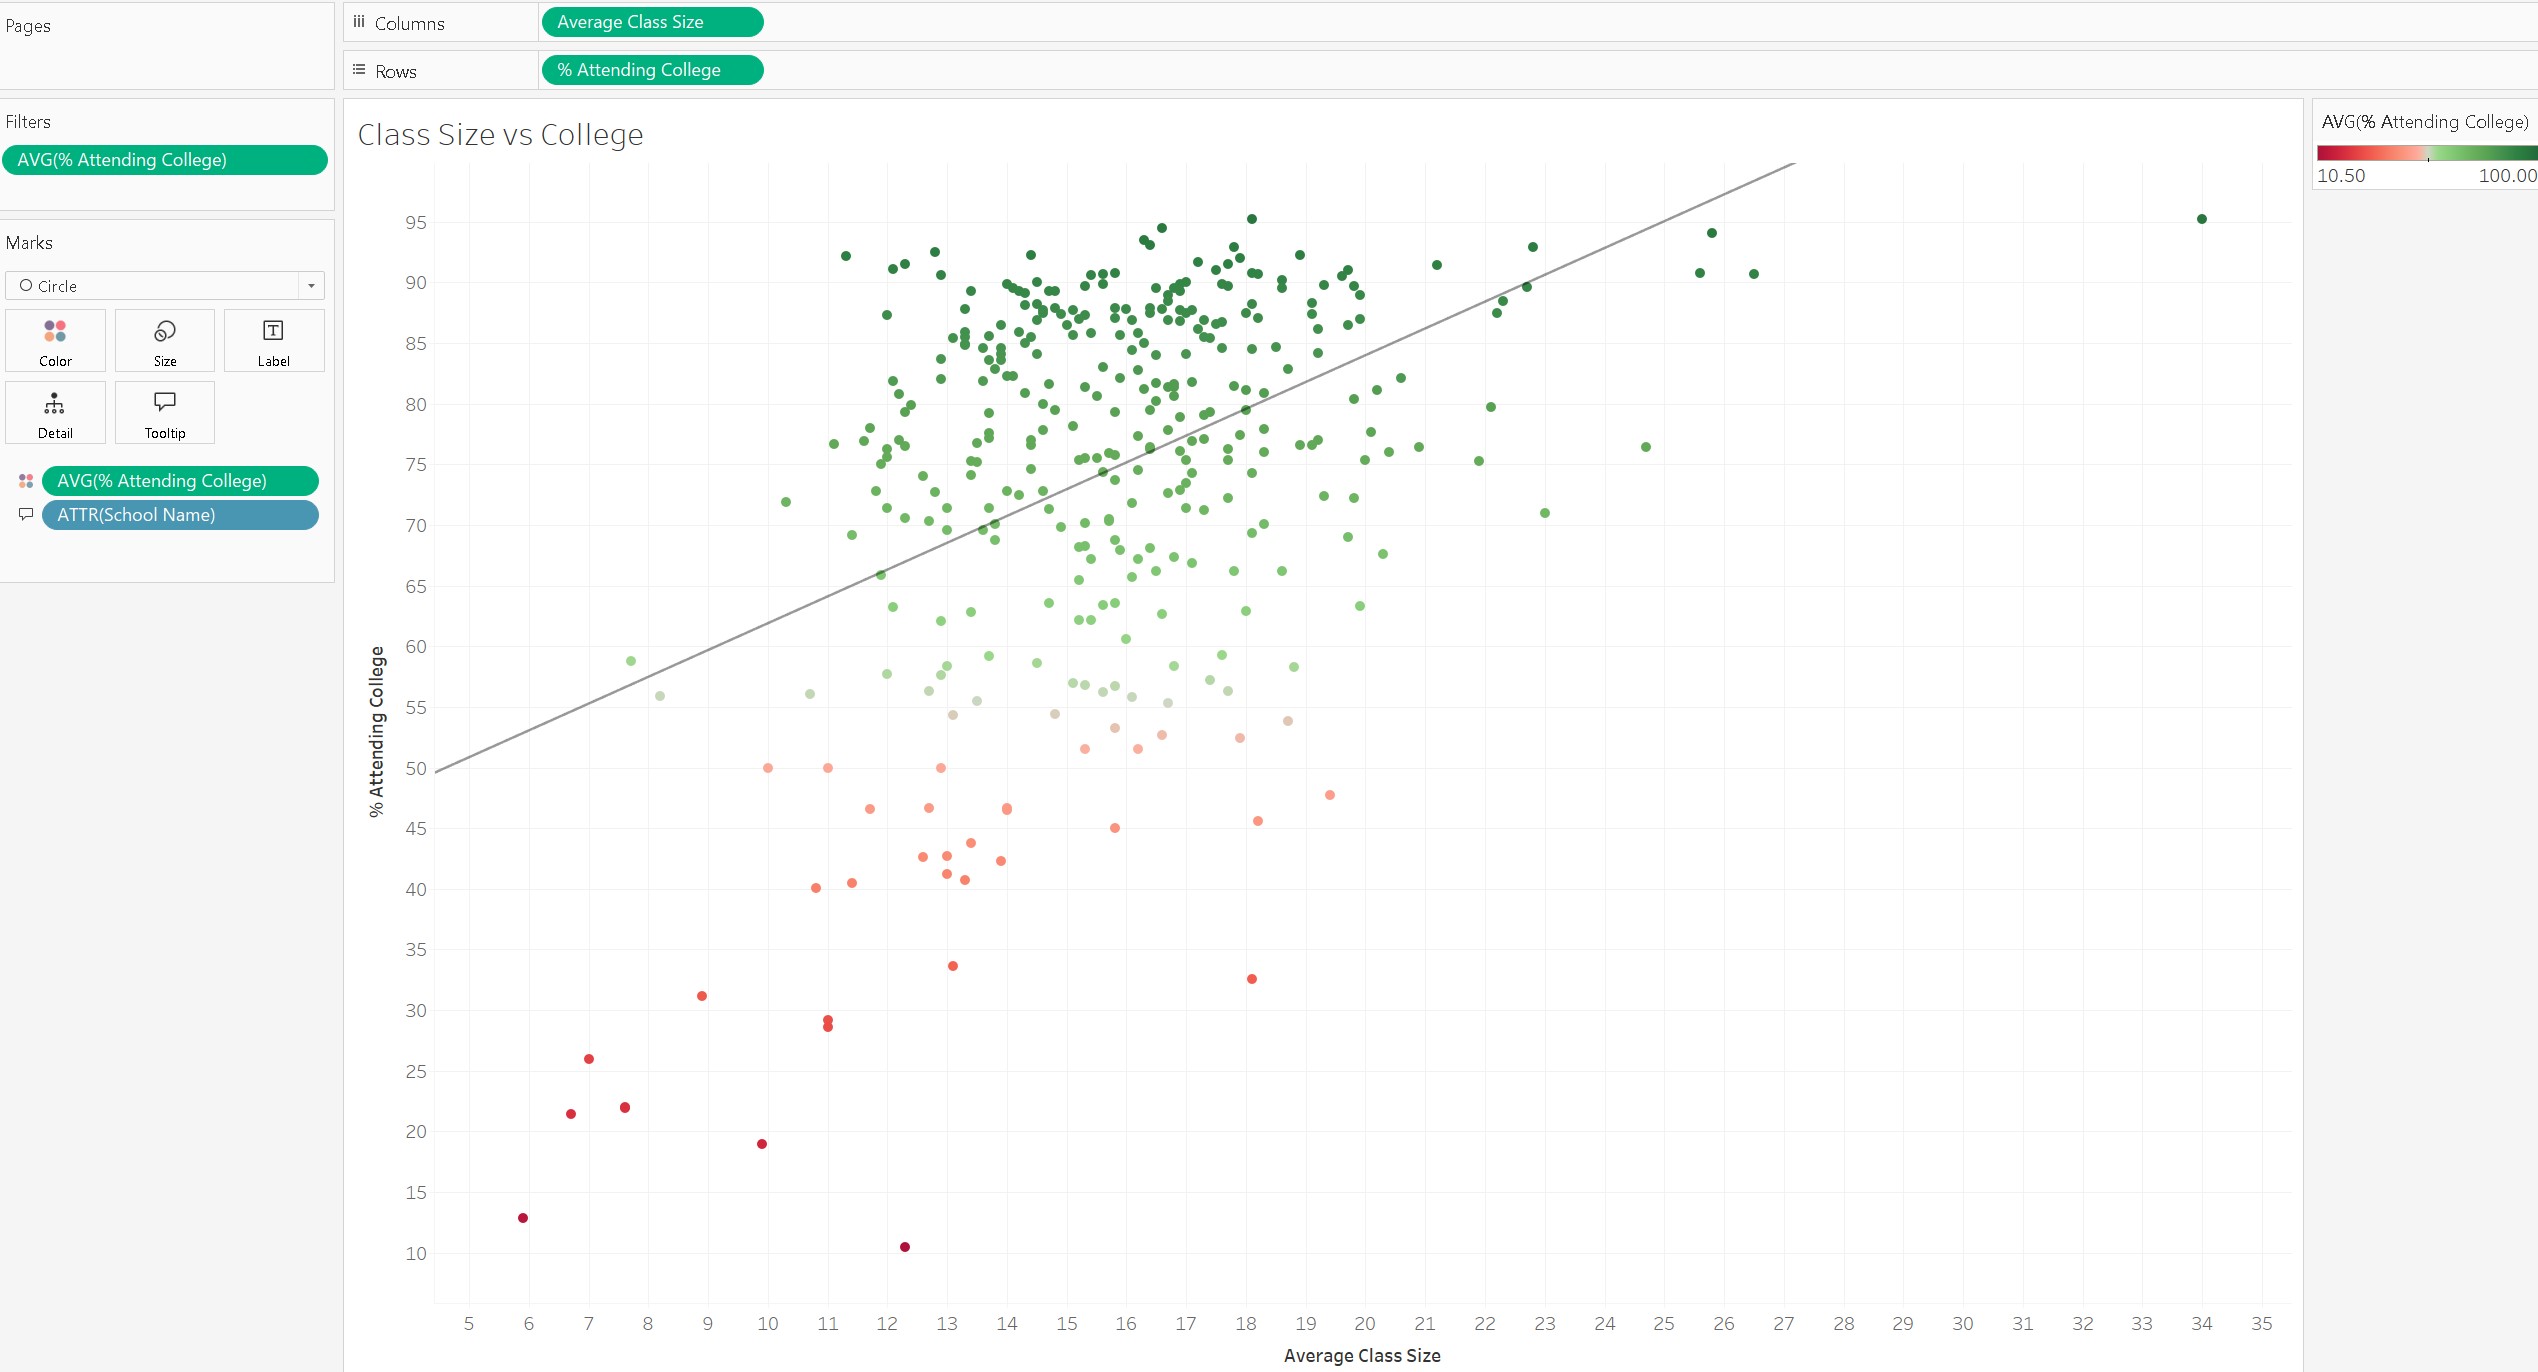 Pages
Columns
Average Class Size
Rows
% Attending College
Filters
AVG(% Attending College)
Marks
Circle
Color
Size
T
Label
Detail
Tooltip
AVG(% Attending College)
ATTR(School Name)
Class Size vs College
% Attending College
95
90
85
80
75
70
65
60
55
50
45
40
35
30
25
20
15
10
5 6 7 8 9 10 11 12 13 14 15 16 17 18 19 20 21 22 23 24 25 26 27 28 29 30 31 32 33 34 35
Average Class Size
AVG(% Attending College)
10.50 100.00